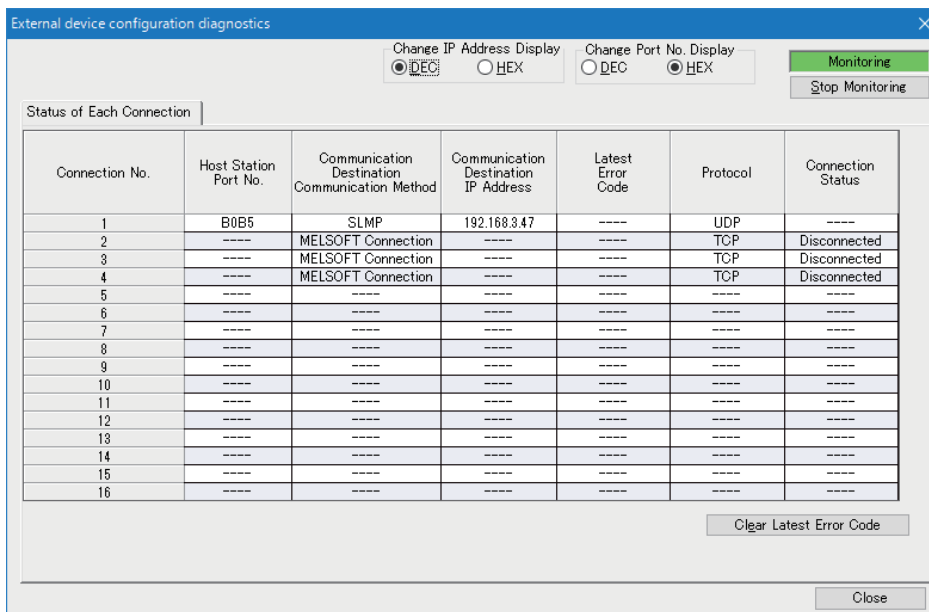 External device configuration diagnostics
Change IP Address Display
DEC HEX
Change Port No. Display
DEC HEX
Monitoring
Stop Monitoring
Status of Each Connection
Connection No. Host Station Port No. Communication Destination Communication Method Communication Destination IP Address Latest Error Code Protocol Connection Status
1 B0B5 SLMP 192.168.3.47 ---- UDP ----
2 ---- MELSOFT Connection ---- ---- TCP Disconnected
3 ---- MELSOFT Connection ---- ---- TCP Disconnected
4 ---- MELSOFT Connection ---- ---- TCP Disconnected
5 ---- ---- ---- ---- ---- ----
6 ---- ---- ---- ---- ---- ----
7 ---- ---- ---- ---- ---- ----
8 ---- ---- ---- ---- ---- ----
9 ---- ---- ---- ---- ---- ----
10 ---- ---- ---- ---- ---- ----
11 ---- ---- ---- ---- ---- ----
12 ---- ---- ---- ---- ---- ----
13 ---- ---- ---- ---- ---- ----
14 ---- ---- ---- ---- ---- ----
15 ---- ---- ---- ---- ---- ----
16 ---- ---- ---- ---- ---- ----
Clear Latest Error Code
Close